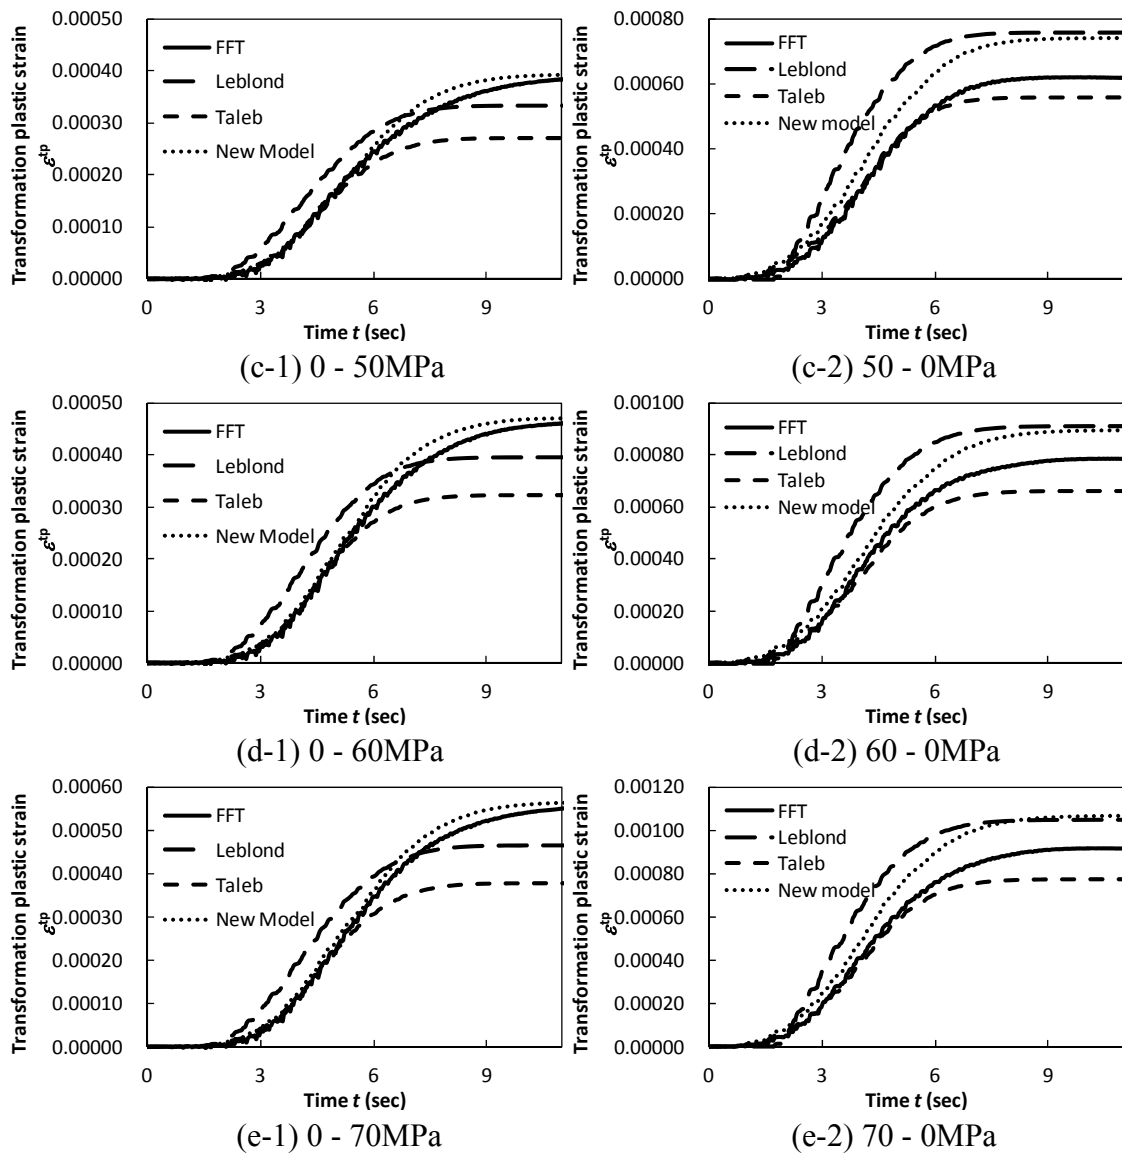 Transformation plastic strain
ε^tp
0.00050
0.00040
0.00030
0.00020
0.00010
0.00000
FFT
Leblond
Taleb
New Model
0
3
6
9
Time t (sec)
(c-1) 0 - 50MPa
Transformation plastic strain
ε^tp
0.00080
0.00060
0.00040
0.00020
0.00000
FFT
Leblond
Taleb
New model
0
3
6
9
Time t (sec)
(c-2) 50 - 0MPa
Transformation plastic strain
ε^tp
0.00050
0.00040
0.00030
0.00020
0.00010
0.00000
FFT
Leblond
Taleb
New Model
0
3
6
9
Time t (sec)
(d-1) 0 - 60MPa
Transformation plastic strain
ε^tp
0.00100
0.00080
0.00060
0.00040
0.00020
0.00000
FFT
Leblond
Taleb
New model
0
3
6
9
Time t (sec)
(d-2) 60 - 0MPa
Transformation plastic strain
ε^tp
0.00060
0.00050
0.00040
0.00030
0.00020
0.00010
0.00000
FFT
Leblond
Taleb
New Model
0
3
6
9
Time t (sec)
(e-1) 0 - 70MPa
Transformation plastic strain
ε^tp
0.00120
0.00100
0.00080
0.00060
0.00040
0.00020
0.00000
FFT
Leblond
Taleb
New model
0
3
6
9
Time t (sec)
(e-2) 70 - 0MPa